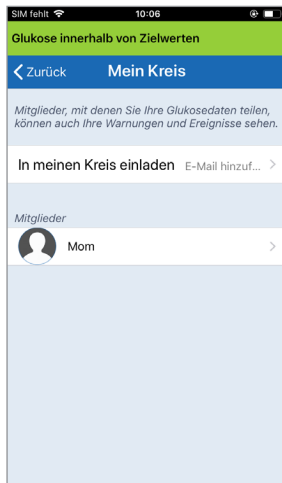 SIM fehlt 10:06
Glukose innerhalb von Zielwerten
Zurück Mein Kreis
Mitglieder, mit denen Sie Ihre Glukosedaten teilen,
können auch Ihre Warnungen und Ereignisse sehen.
In meinen Kreis einladen E-Mail hinzuf...
Mitglieder
Mom